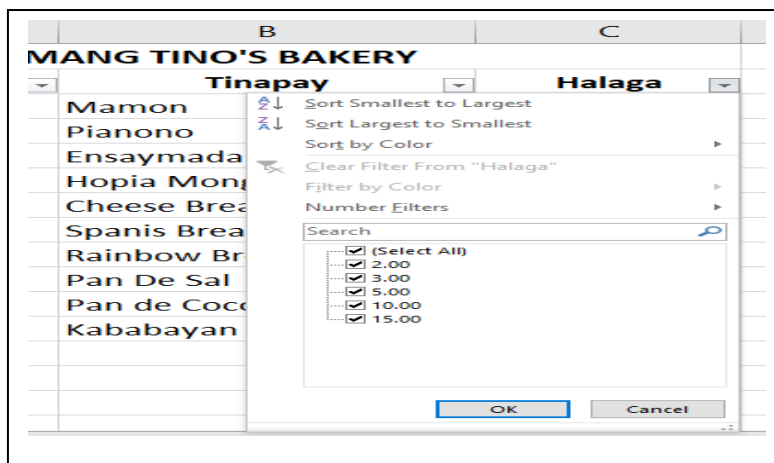 B C
MANG TINO'S BAKERY
Tinapay Halaga
Mamon
Pianono
Ensaymada
Hopia Mong
Cheese Brea
Spanis Brea
Rainbow Br
Pan De Sal
Pan de Coco
Kababayan
Sort Smallest to Largest
Sort Largest to Smallest
Sort by Color
Clear Filter From "Halaga"
Filter by Color
Number Filters
Search
(Select All)
2.00
3.00
5.00
10.00
15.00
OK Cancel